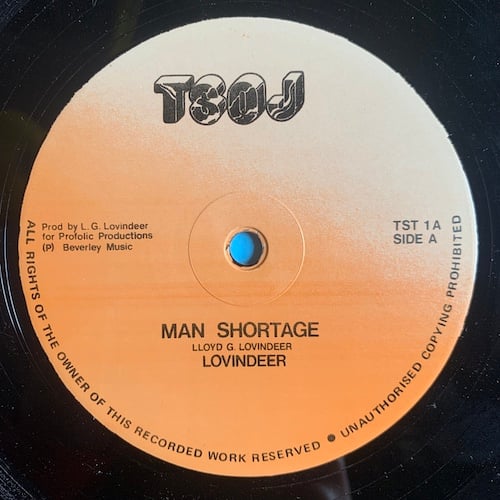 TSOJ
Prod by L.G. Lovindeer
for Profolic Productions
(P) Beverley Music
TST 1A
SIDE A
MAN SHORTAGE
LLOYD G. LOVINDEER
LOVINDEER
ALL RIGHTS OF THE OWNER OF THIS RECORDED WORK RESERVED ● UNAUTHORISED COPYING PROHIBITED